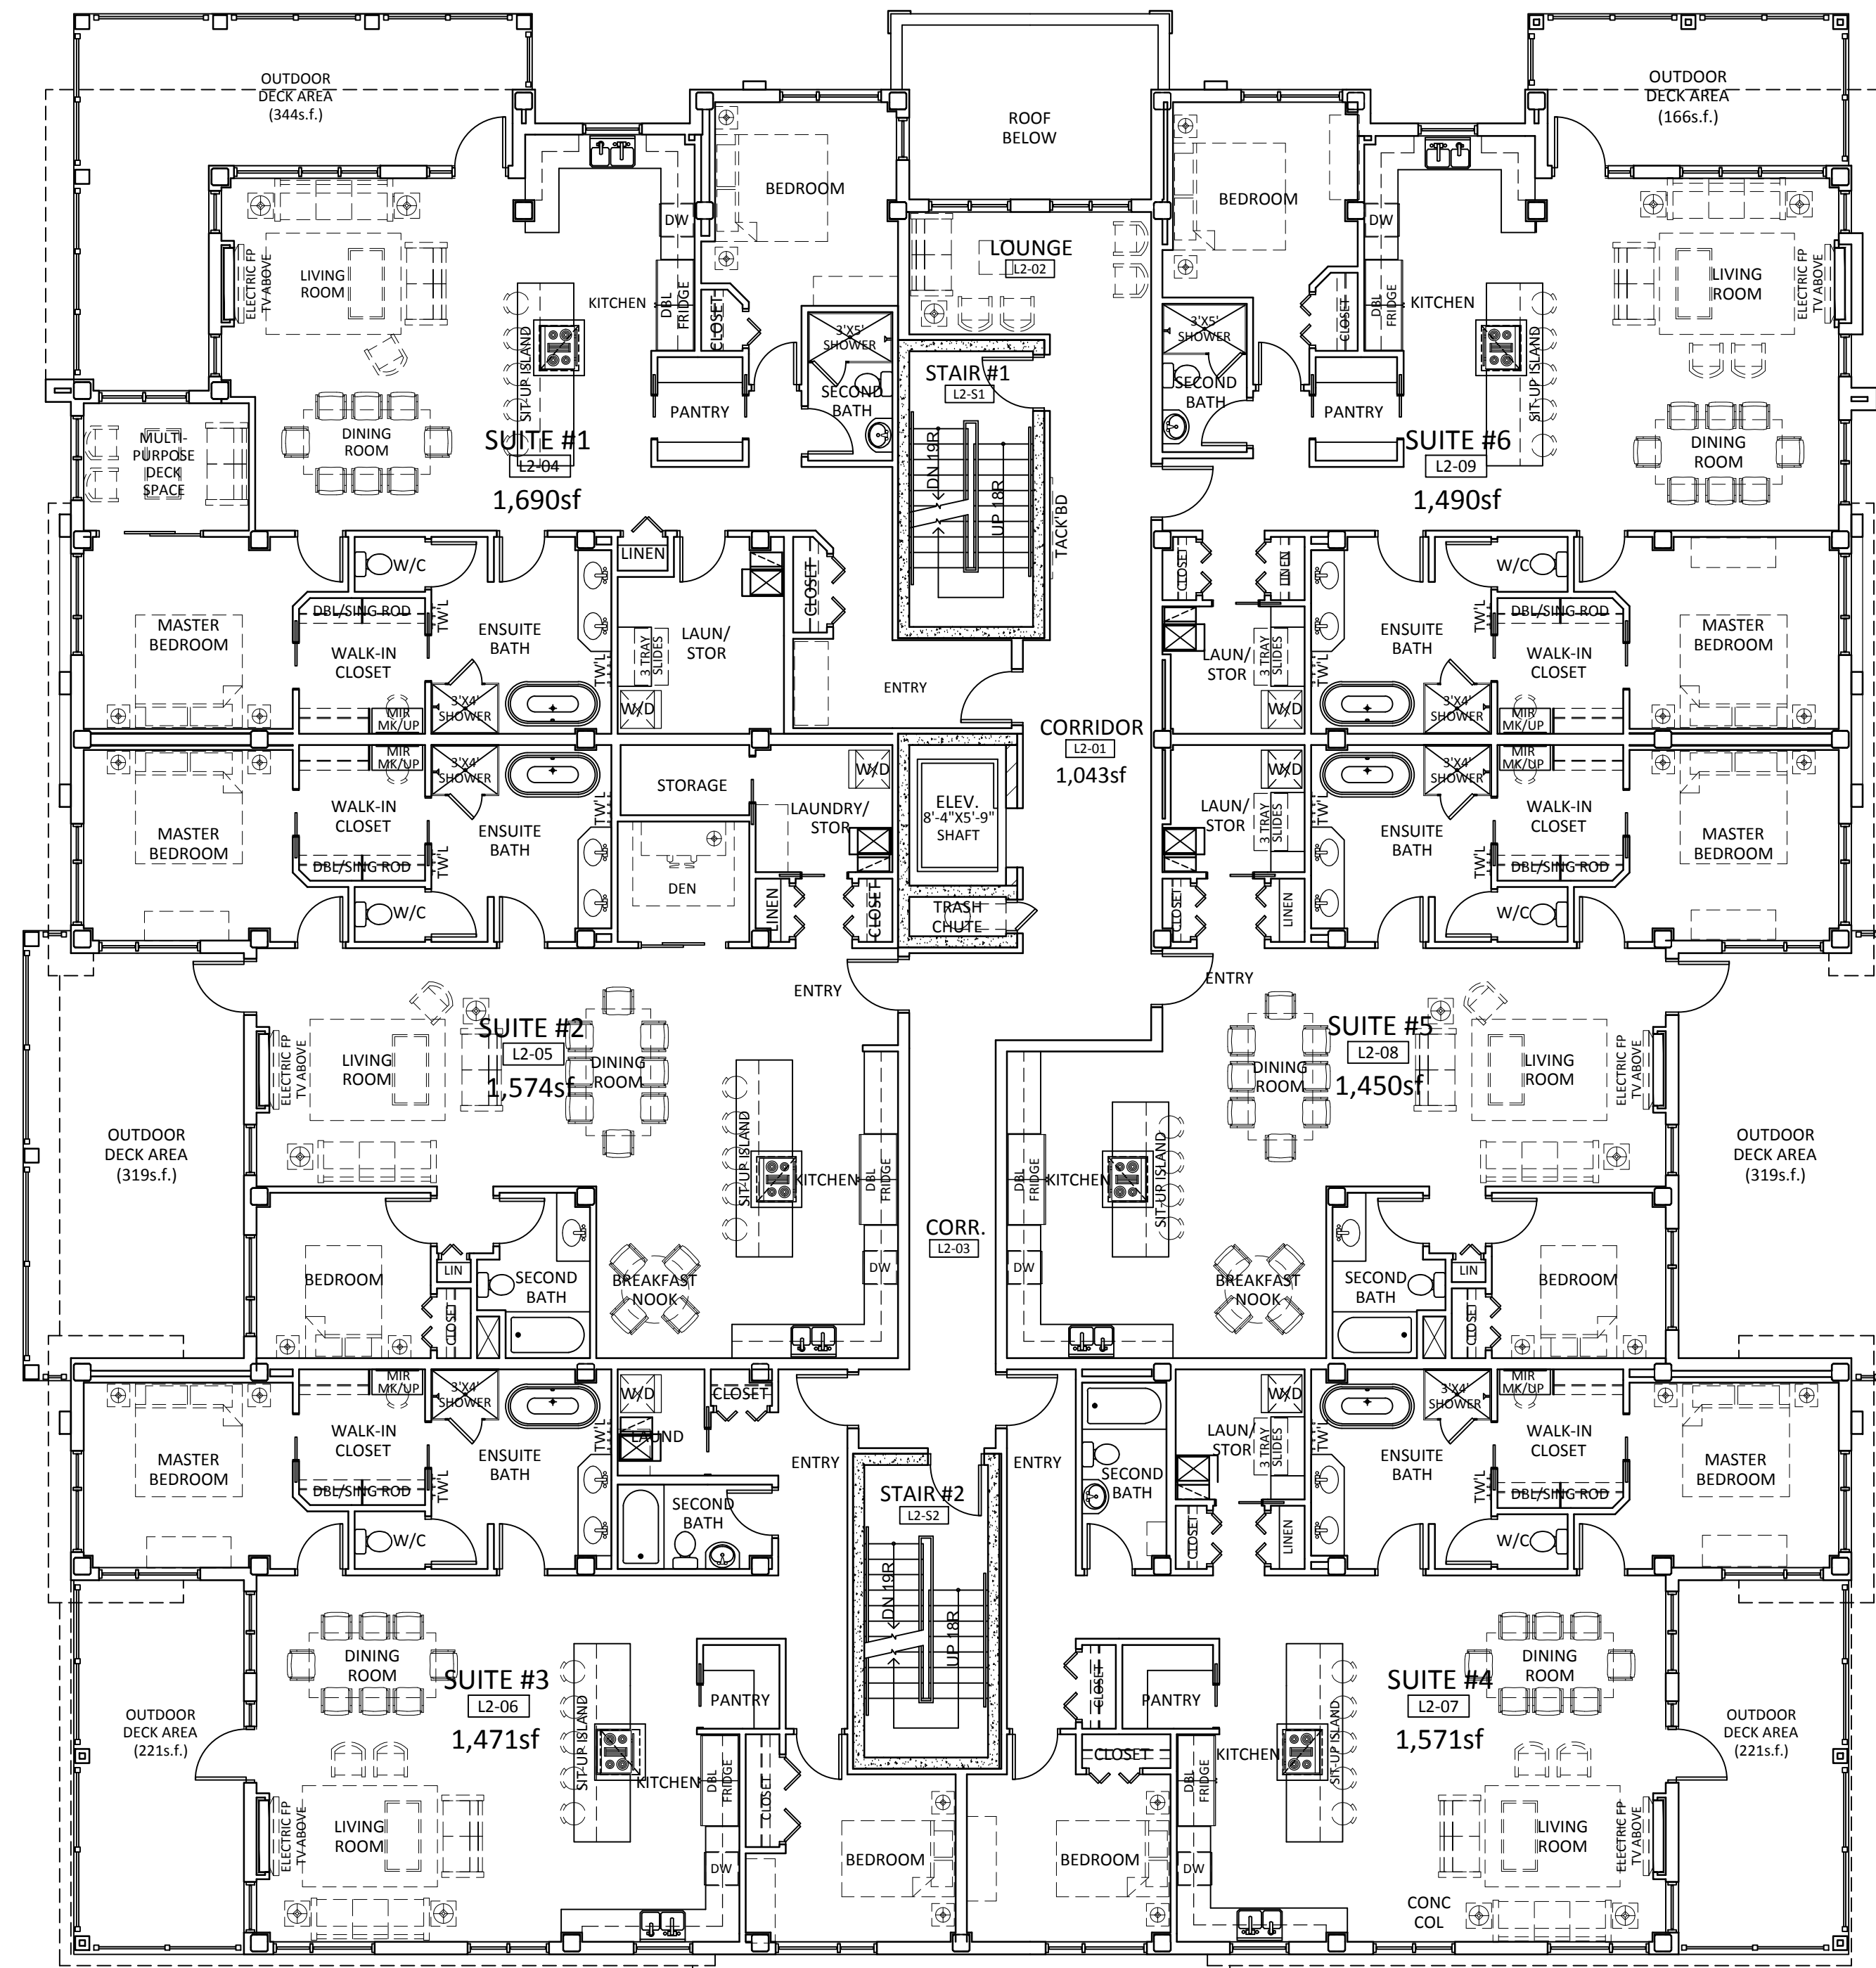 OUTDOOR
DECK AREA
(344s.f.)
ROOF
BELOW
OUTDOOR
DECK AREA
(166s.f.)
BEDROOM
BEDROOM
DW
DW
LOUNGE
L2-02
LIVING
ROOM
ELECTRIC FP
TV ABOVE
KITCHEN
DBL
FRIDGE
CLOSET
3'X5'
SHOWER
3'X5'
SHOWER
CLOSET
DBL
FRIDGE
KITCHEN
LIVING
ROOM
ELECTRIC FP
TV ABOVE
SIT-UP ISLAND
SIT-UP ISLAND
STAIR #1
L2-S1
SECOND
BATH
SECOND
BATH
PANTRY
PANTRY
MULTI-
PURPOSE
DECK
SPACE
DINING
ROOM
SUITE #1
L2-04
1,690sf
DN 19R
UP 18R
TACK'BD
SUITE #6
L2-09
1,490sf
DINING
ROOM
LINEN
W/C
CLOSET
CLOSET
LINEN
W/C
MASTER
BEDROOM
DBL/SING ROD
TW'L
WALK-IN
CLOSET
ENSUITE
BATH
TW'L
LAUN/
STOR
3 TRAY
SLIDES
W/D
ENTRY
MIR
MK/UP
3'X4'
SHOWER
LAUN/
STOR
3 TRAY
SLIDES
W/D
TW'L
ENSUITE
BATH
TW'L
DBL/SING ROD
WALK-IN
CLOSET
MASTER
BEDROOM
3'X4'
SHOWER
MIR
MK/UP
CORRIDOR
L2-01
1,043sf
MIR
MK/UP
3'X4'
SHOWER
MASTER
BEDROOM
WALK-IN
CLOSET
DBL/SING ROD
TW'L
ENSUITE
BATH
TW'L
STORAGE
W/D
LAUNDRY/
STOR
DEN
LINEN
CLOSET
W/C
ELEV.
8'-4"X5'-9"
SHAFT
TRASH
CHUTE
W/D
LAUN/
STOR
3 TRAY
SLIDES
TW'L
CLOSET
LINEN
ENSUITE
BATH
3'X4'
SHOWER
MIR
MK/UP
TW'L
WALK-IN
CLOSET
DBL/SING ROD
W/C
MASTER
BEDROOM
ENTRY
ENTRY
SUITE #2
L2-05
1,574sf
LIVING
ROOM
ELECTRIC FP
TV ABOVE
DINING
ROOM
SUITE #5
L2-08
1,450sf
DINING
ROOM
LIVING
ROOM
ELECTRIC FP
TV ABOVE
OUTDOOR
DECK AREA
(319s.f.)
SIT-UP ISLAND
KITCHEN
DBL
FRIDGE
DBL
FRIDGE
KITCHEN
SIT-UP ISLAND
OUTDOOR
DECK AREA
(319s.f.)
CORR.
L2-03
BEDROOM
LIN
CLOSET
SECOND
BATH
BREAKFAST
NOOK
DW
DW
BREAKFAST
NOOK
SECOND
BATH
LIN
CLOSET
BEDROOM
MIR
MK/UP
3'X4'
SHOWER
MASTER
BEDROOM
WALK-IN
CLOSET
DBL/SING ROD
TW'L
ENSUITE
BATH
TW'L
W/D
CLOSET
LAUND
ENTRY
SECOND
BATH
W/C
STAIR #2
L2-S2
DN 19R
UP 18R
ENTRY
SECOND
BATH
W/D
LAUN/
STOR
3 TRAY
SLIDES
TW'L
CLOSET
LINEN
ENSUITE
BATH
3'X4'
SHOWER
MIR
MK/UP
TW'L
WALK-IN
CLOSET
DBL/SING ROD
W/C
MASTER
BEDROOM
OUTDOOR
DECK AREA
(221s.f.)
DINING
ROOM
SUITE #3
L2-06
1,471sf
SIT-UP ISLAND
PANTRY
KITCHEN
DBL
FRIDGE
CLOSET
DW
BEDROOM
LIVING
ROOM
ELECTRIC FP
TV ABOVE
CLOSET
PANTRY
CLOSET
BEDROOM
DBL
FRIDGE
DW
KITCHEN
SIT-UP ISLAND
SUITE #4
L2-07
1,571sf
DINING
ROOM
LIVING
ROOM
ELECTRIC FP
TV ABOVE
CONC
COL
OUTDOOR
DECK AREA
(221s.f.)